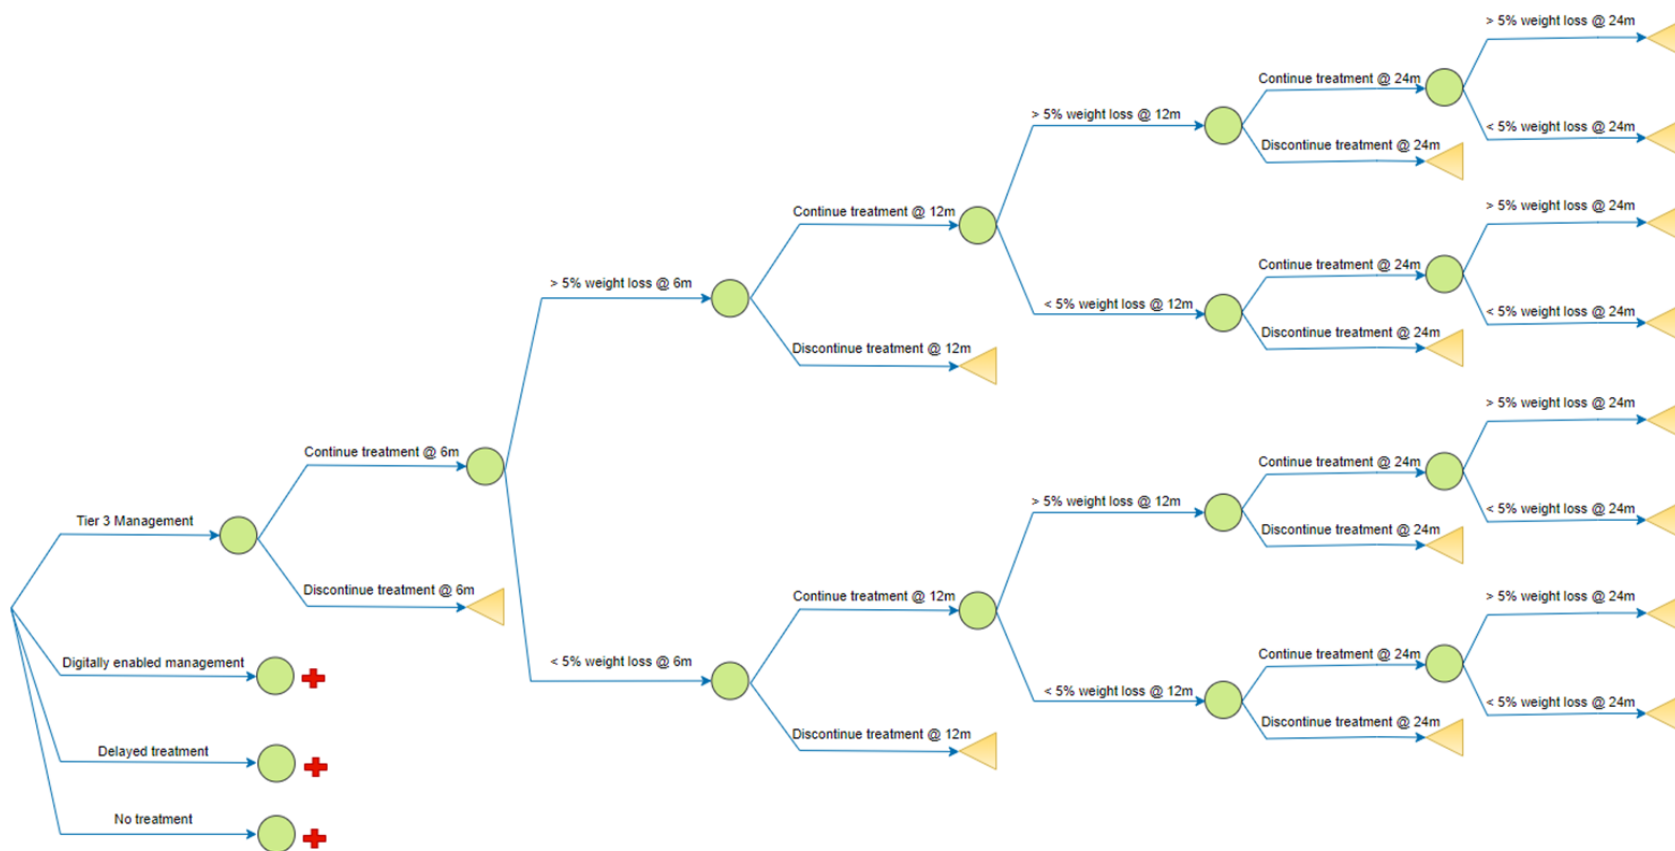 > 5% weight loss @ 24m
Continue treatment @ 24m
> 5% weight loss @ 12m
< 5% weight loss @ 24m
Discontinue treatment @ 24m
Continue treatment @ 12m
> 5% weight loss @ 24m
Continue treatment @ 24m
> 5% weight loss @ 6m
< 5% weight loss @ 12m
< 5% weight loss @ 24m
Discontinue treatment @ 24m
Discontinue treatment @ 12m
> 5% weight loss @ 24m
Continue treatment @ 6m
Continue treatment @ 24m
> 5% weight loss @ 12m
< 5% weight loss @ 24m
Tier 3 Management
Discontinue treatment @ 24m
Discontinue treatment @ 6m
Continue treatment @ 12m
> 5% weight loss @ 24m
Continue treatment @ 24m
Digitally enabled management
< 5% weight loss @ 6m
< 5% weight loss @ 12m
< 5% weight loss @ 24m
Discontinue treatment @ 24m
Discontinue treatment @ 12m
Delayed treatment
No treatment